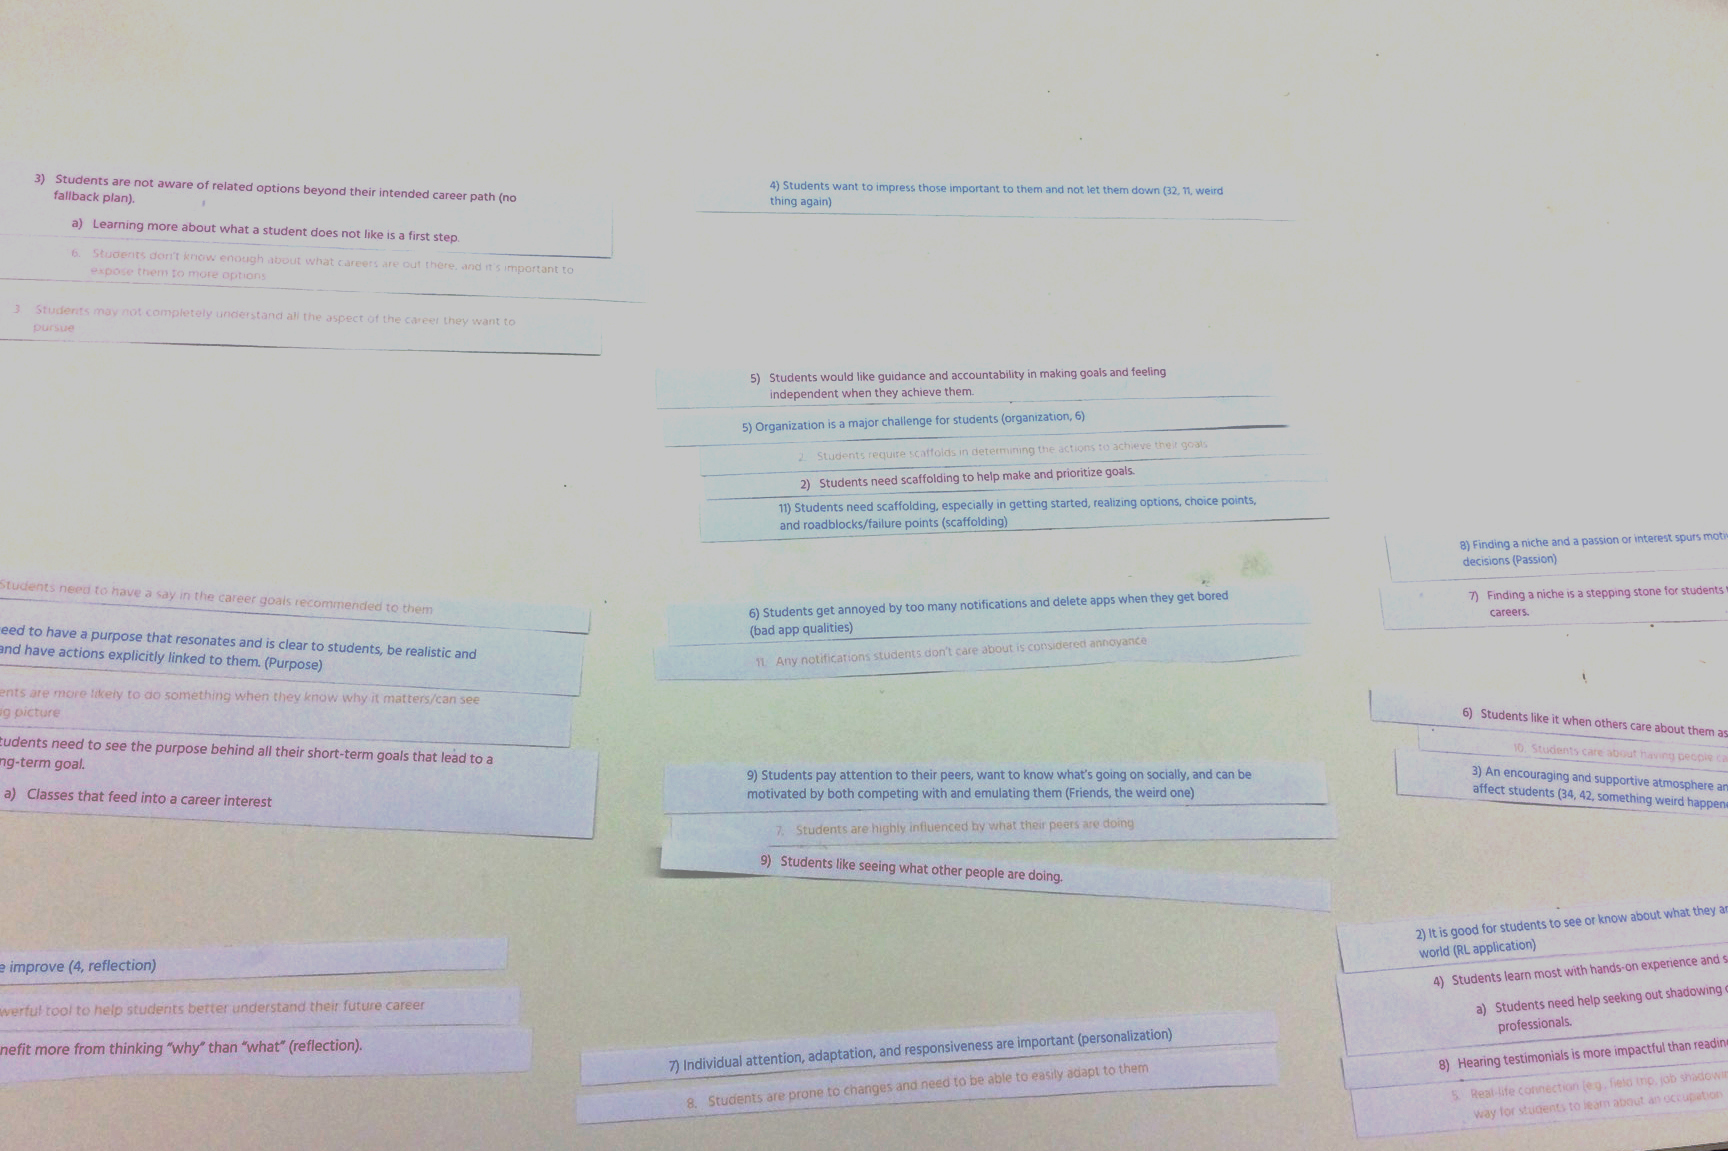 3) Students are not aware of related options beyond their intended career path (no
fallback plan).
a) Learning more about what a student does not like is a first step.
6. Students don't know enough about what careers are out there, and it's important to
expose them to more options
3 Students may not completely understand all the aspect of the career they want to
pursue
Students need to have a say in the career goals recommended to them
eed to have a purpose that resonates and is clear to students, be realistic and
and have actions explicitly linked to them. (Purpose)
ents are more likely to do something when they know why it matters/can see
ig picture
tudents need to see the purpose behind all their short-term goals that lead to a
ng-term goal.
a) Classes that feed into a career interest
e improve (4, reflection)
werful tool to help students better understand their future career
nefit more from thinking "why" than "what" (reflection).
4) Students want to impress those important to them and not let them down (32, 11, weird
thing again)
5) Students would like guidance and accountability in making goals and feeling
independent when they achieve them.
5) Organization is a major challenge for students (organization, 6)
2. Students require scaffolds in determining the actions to achieve their goals
2) Students need scaffolding to help make and prioritize goals.
11) Students need scaffolding, especially in getting started, realizing options, choice points,
and roadblocks/failure points (scaffolding)
6) Students get annoyed by too many notifications and delete apps when they get bored
(bad app qualities)
11. Any notifications students don't care about is considered annoyance
9) Students pay attention to their peers, want to know what's going on socially, and can be
motivated by both competing with and emulating them (Friends, the weird one)
7. Students are highly influenced by what their peers are doing
9) Students like seeing what other people are doing.
7) Individual attention, adaptation, and responsiveness are important (personalization)
8. Students are prone to changes and need to be able to easily adapt to them
8) Finding a niche and a passion or interest spurs moti
decisions (Passion)
7) Finding a niche is a stepping stone for students
careers.
6) Students like it when others care about them as
10. Students care about having people ca
3) An encouraging and supportive atmosphere an
affect students (34, 42, something weird happen
2) It is good for students to see or know about what they ar
world (RL application)
4) Students learn most with hands-on experience and s
a) Students need help seeking out shadowing
professionals.
8) Hearing testimonials is more impactful than readin
5. Real-life connection (e.g., field trip, job shadowin
way for students to learn about an occupation